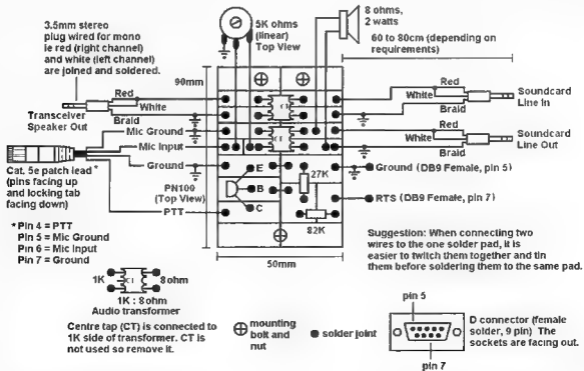 3.5mm stereo
plug wired for mono
ie red (right channel)
and white (left channel)
are joined and soldered.
5K ohms
(linear)
Top View
8 ohms,
2 watts
60 to 80cm (depending on
requirements)
90mm
Red
White
Braid
Transceiver
Speaker Out
Red
White
Braid
Soundcard
Line In
Red
White
Braid
Soundcard
Line Out
Mic Ground
Mic Input
Ground
PTT
Cat. 5e patch lead *
(pins facing up
and locking tab
facing down)
* Pin 4 = PTT
Pin 5 = Mic Ground
Pin 6 = Mic Input
Pin 7 = Ground
PN100
(Top View)
E
B
C
27K
82K
Ground (DB9 Female, pin 5)
RTS (DB9 Female, pin 7)
50mm
Suggestion: When connecting two
wires to the one solder pad, it is
easier to twitch them together and tin
them before soldering them to the same pad.
1K
8 ohm
1K : 8 ohm
Audio transformer
Centre tap (CT) is connected to
1K side of transformer. CT is
not used so remove it.
mounting
bolt and
nut
solder joint
pin 5
pin 7
D connector (female
solder, 9 pin) The
sockets are facing out.